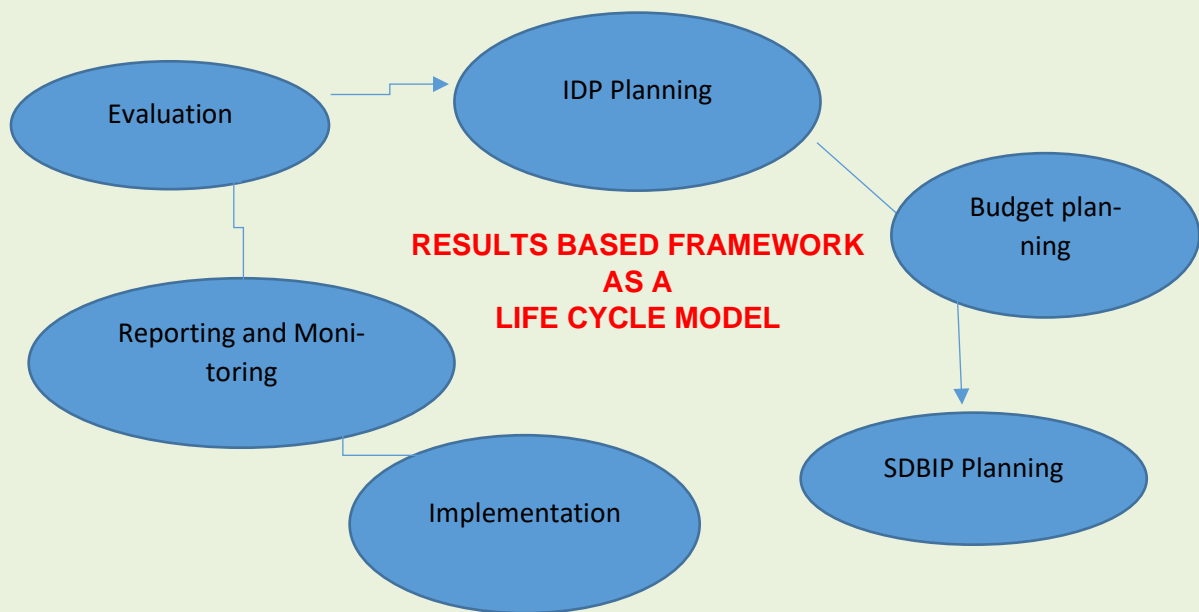 Evaluation
IDP Planning
Budget plan-
ning
RESULTS BASED FRAMEWORK
AS A
LIFE CYCLE MODEL
Reporting and Moni-
toring
SDBIP Planning
Implementation